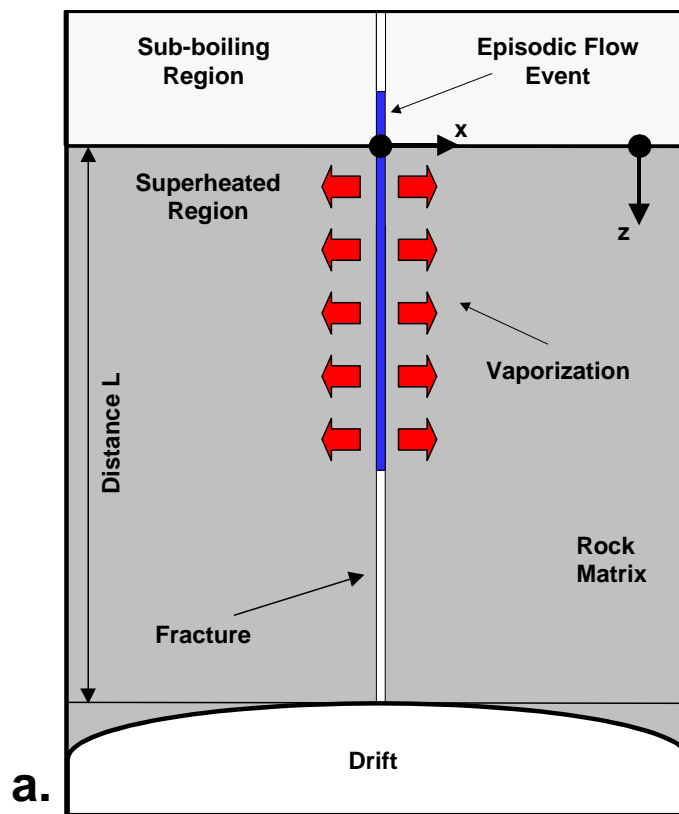 Sub-boiling
Region
Episodic Flow
Event
x
Superheated
Region
z
Vaporization
Distance L
Rock
Matrix
Fracture
Drift
a.